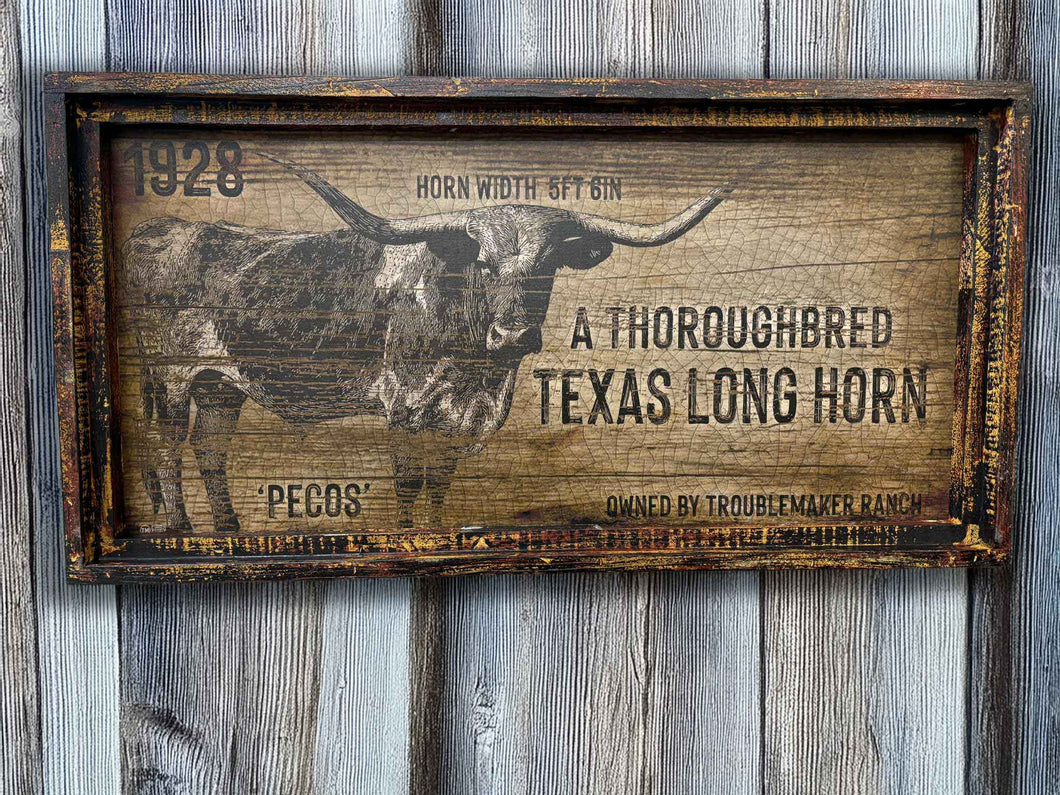 1928
HORN WIDTH 5FT 6IN
A THOROUGHBRED
TEXAS LONG HORN
'PECOS'
OWNED BY TROUBLEMAKER RANCH